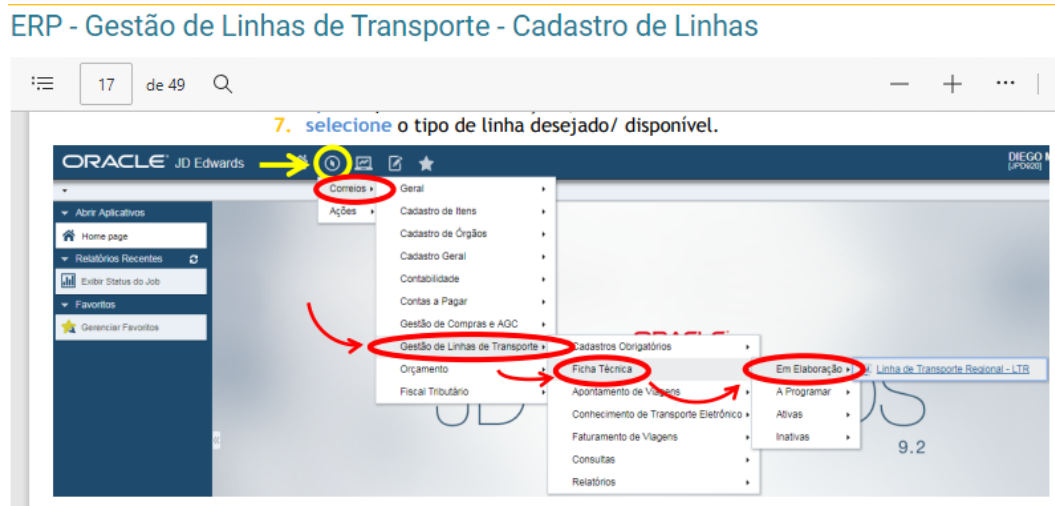 ERP - Gestão de Linhas de Transporte - Cadastro de Linhas
17 de 49
7. selecione o tipo de linha desejado/ disponível.
ORACLE JD Edwards
DIEGO M
[JPD920]
Correios
Ações
Geral
Cadastro de Itens
Cadastro de Órgãos
Cadastro Geral
Contabilidade
Contas a Pagar
Gestão de Compras e AGC
Gestão de Linhas de Transporte
Orçamento
Fiscal Tributário
Abrir Aplicativos
Home page
Relatórios Recentes
Exibir Status do Job
Favoritos
Gerenciar Favoritos
Cadastros Obrigatórios
Ficha Técnica
Apontamento de Viagens
Conhecimento de Transporte Eletrônico
Faturamento de Viagens
Consultas
Relatórios
Em Elaboração
A Programar
Ativas
Inativas
Linha de Transporte Regional - LTR
9.2